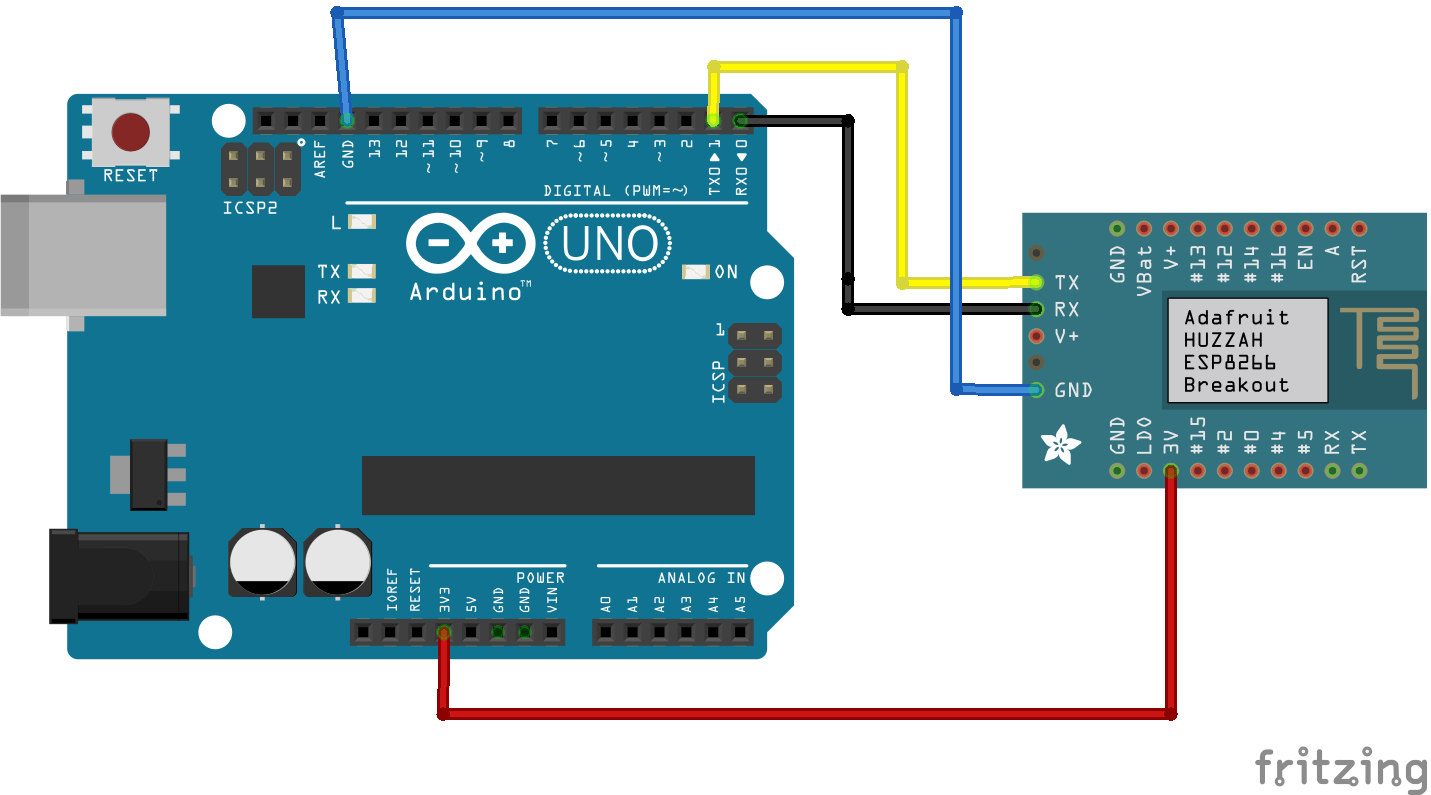 RESET
ICSP2
AREF
GND
13
12
~11
~10
~9
8
7
~6
~5
4
~3
2
TX0▶1
RX0◀0
DIGITAL (PWM=~)
L
TX
RX
UNO
Arduino™
ON
1
ICSP
IOREF
RESET
3V3
5V
GND
GND
VIN
POWER
ANALOG IN
A0
A1
A2
A3
A4
A5
GND
VBat
V+
#13
#12
#14
#16
EN
A
RST
TX
RX
V+
GND
Adafruit
HUZZAH
ESP8266
Breakout
GND
LDO
3V
#15
#2
#0
#4
#5
RX
TX
fritzing